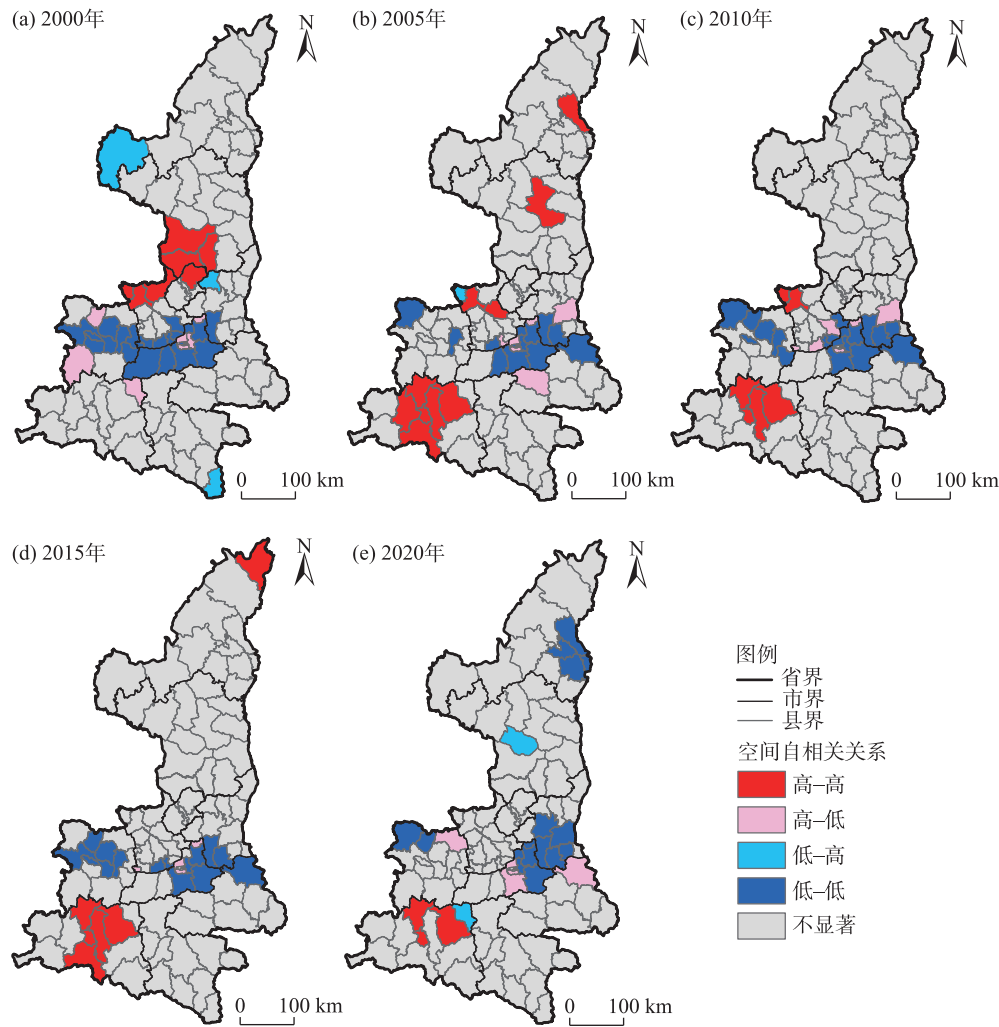 (a) 2000年
N
0 100 km
(b) 2005年
N
0 100 km
(c) 2010年
N
0 100 km
(d) 2015年
N
0 100 km
(e) 2020年
N
0 100 km
图例
省界
市界
县界
空间自相关关系
高–高
高–低
低–高
低–低
不显著